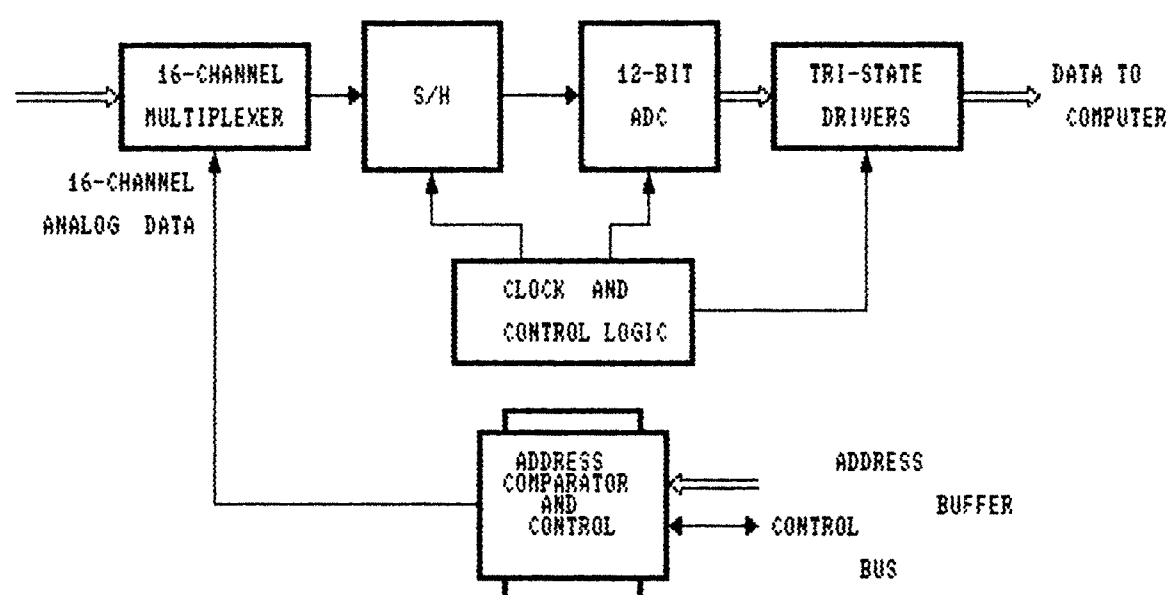 16-CHANNEL
MULTIPLEXER
S/H
12-BIT
ADC
TRI-STATE
DRIVERS
DATA TO
COMPUTER
16-CHANNEL
ANALOG DATA
CLOCK AND
CONTROL LOGIC
ADDRESS
COMPARATOR
AND
CONTROL
ADDRESS
BUFFER
CONTROL
BUS